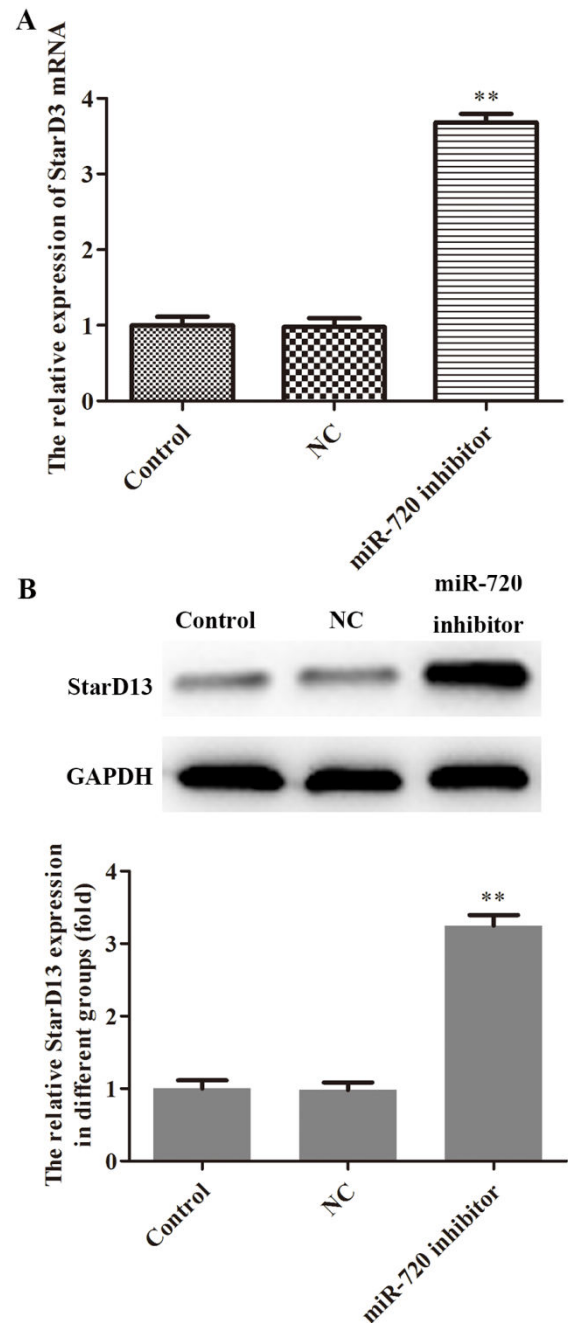 A
The relative expression of StarD3 mRNA
4
3
2
1
0
**
Control
NC
miR-720 inhibitor
B
Control
NC
miR-720
inhibitor
StarD13
GAPDH
The relative StarD13 expression
in different groups (fold)
4
3
2
1
0
**
Control
NC
miR-720 inhibitor